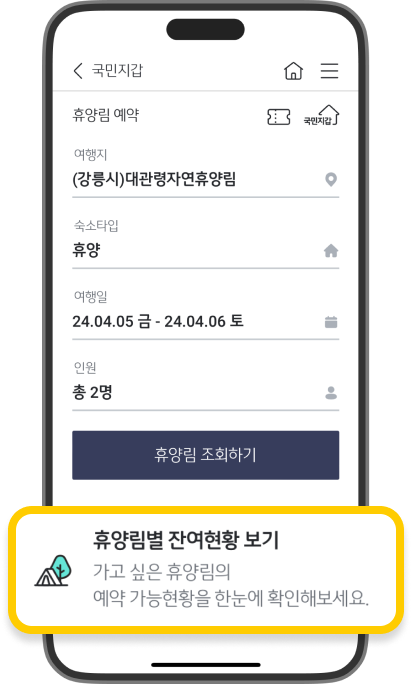 국민지갑
휴양림 예약
국민지갑
여행지
(강릉시)대관령자연휴양림
숙소타입
휴양
여행일
24.04.05 금 - 24.04.06 토
인원
총 2명
휴양림 조회하기
휴양림별 잔여현황 보기
가고 싶은 휴양림의
예약 가능현황을 한눈에 확인해보세요.